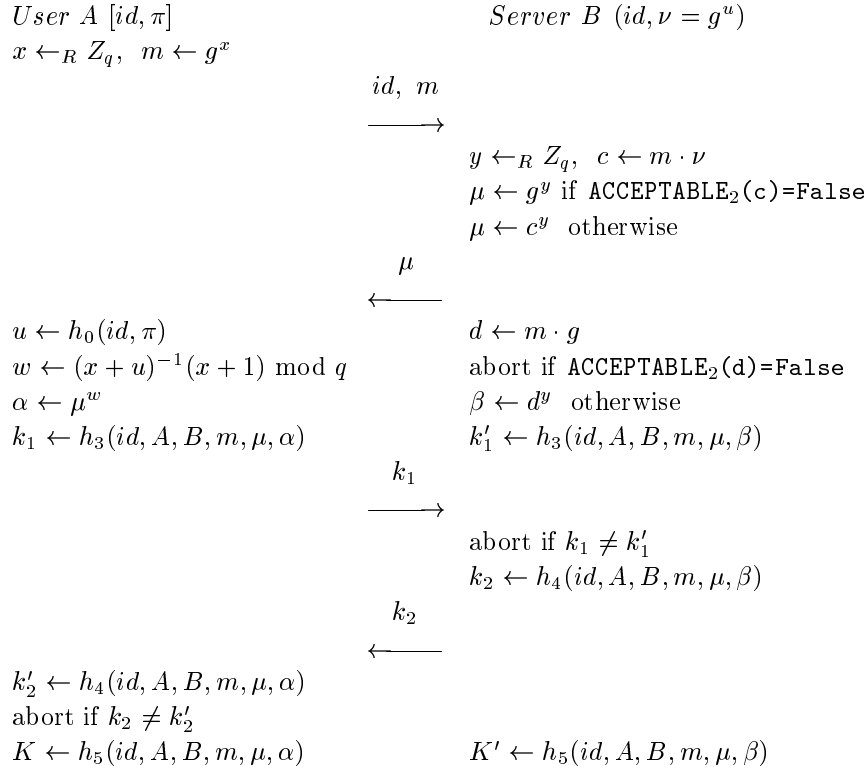 User A [id, π] Server B (id, ν = g^u)
x ←_R Z_q, m ← g^x
id, m
⟶
y ←_R Z_q, c ← m · ν
μ ← g^y if ACCEPTABLE_2(c)=False
μ ← c^y otherwise
μ
⟵
u ← h_0(id, π) d ← m · g
w ← (x + u)^{-1}(x + 1) mod q abort if ACCEPTABLE_2(d)=False
α ← μ^w β ← d^y otherwise
k_1 ← h_3(id, A, B, m, μ, α) k'_1 ← h_3(id, A, B, m, μ, β)
k_1
⟶
abort if k_1 ≠ k'_1
k_2 ← h_4(id, A, B, m, μ, β)
k_2
⟵
k'_2 ← h_4(id, A, B, m, μ, α)
abort if k_2 ≠ k'_2
K ← h_5(id, A, B, m, μ, α) K' ← h_5(id, A, B, m, μ, β)